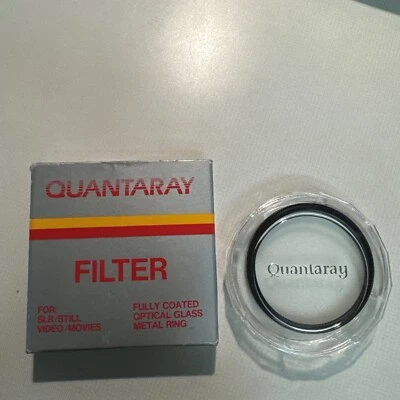 QUANTARAY
FILTER
FOR:
SLR/STILL
VIDEO/MOVIES
FULLY COATED
OPTICAL GLASS
METAL RING
Quantaray